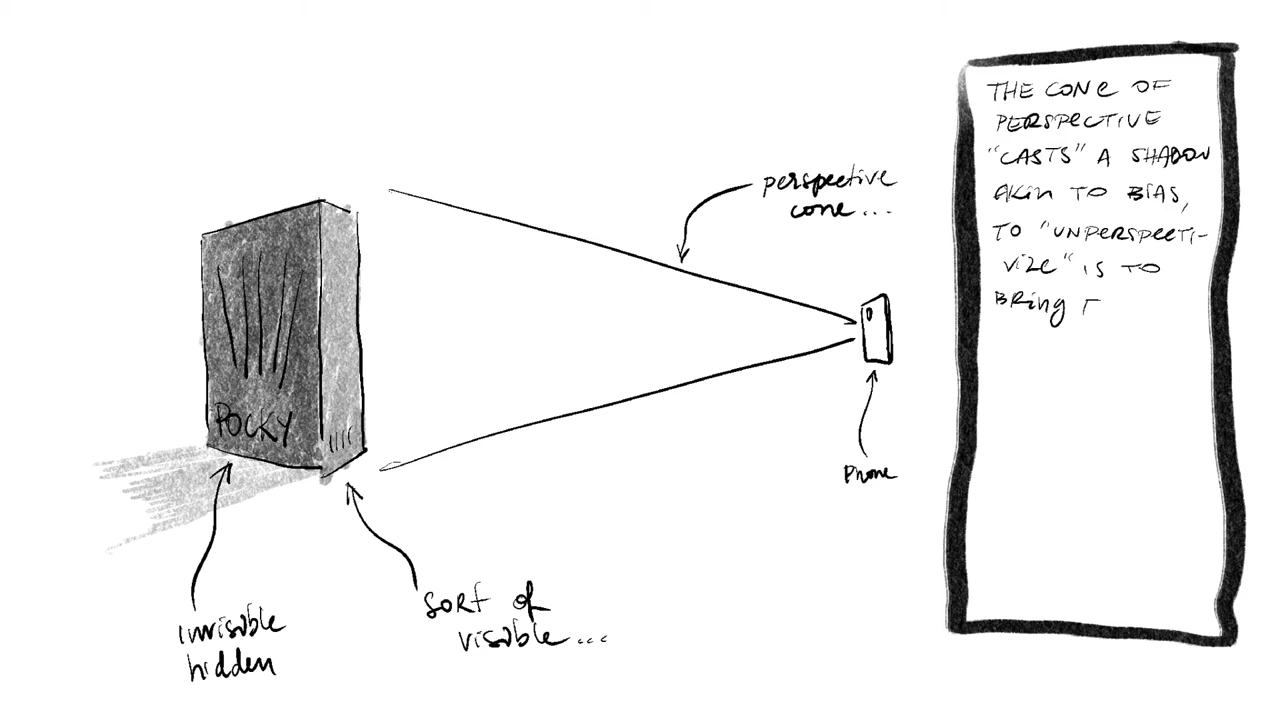 THE CONE OF
PERSPECTIVE
"CASTS" A SHADOW
AKIN TO BIAS,
TO "UNPERSPECTI-
VIZE" IS TO
BRING
perspective
cone...
POCKY
Phone
sort of
visible...
invisible
hidden